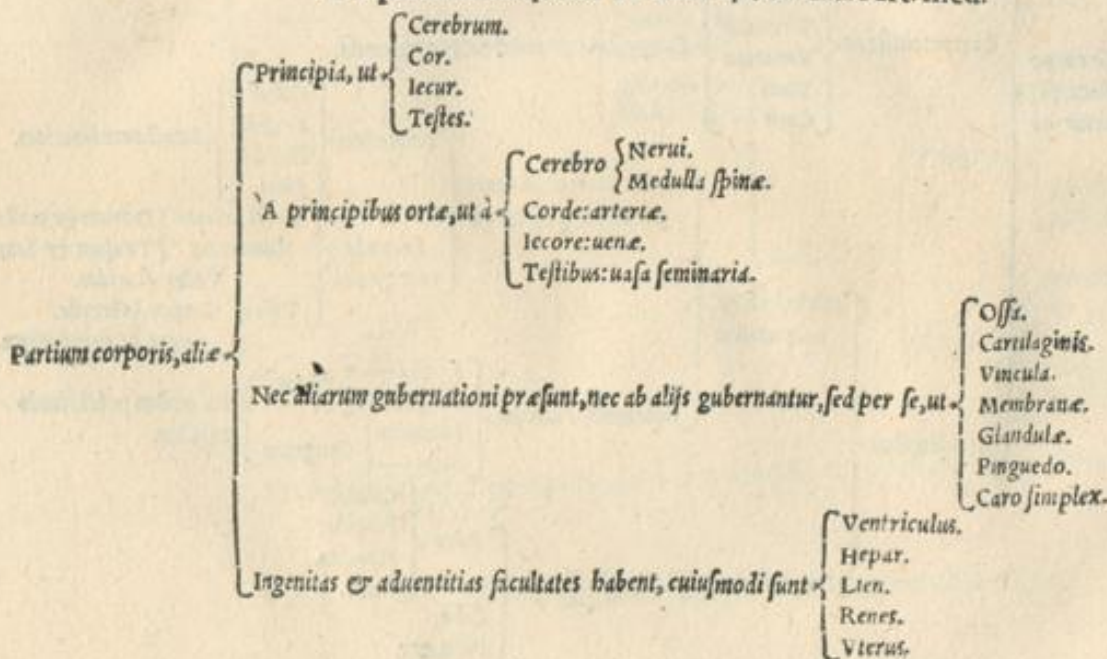 Cerebrum.
Principia, ut
Cor.
Iecur.
Testes.
Cerebro
Nerui.
Medulla spinæ.
À principibus ortæ, ut à
Corde: arteriæ.
Iecore: uenæ.
Testibus: uasa seminaria.
Partium corporis, aliæ
Nec aliarum gubernationi præsunt, nec ab alijs gubernantur, sed per se, ut
Ossa.
Cartilaginis.
Vincula.
Membranæ.
Glandulæ.
Pinguedo.
Caro simplex.
Ingenitas & aduentitias facultates habent, cuiusmodi sunt
Ventriculus.
Hepar.
Lien.
Renes.
Vterus.